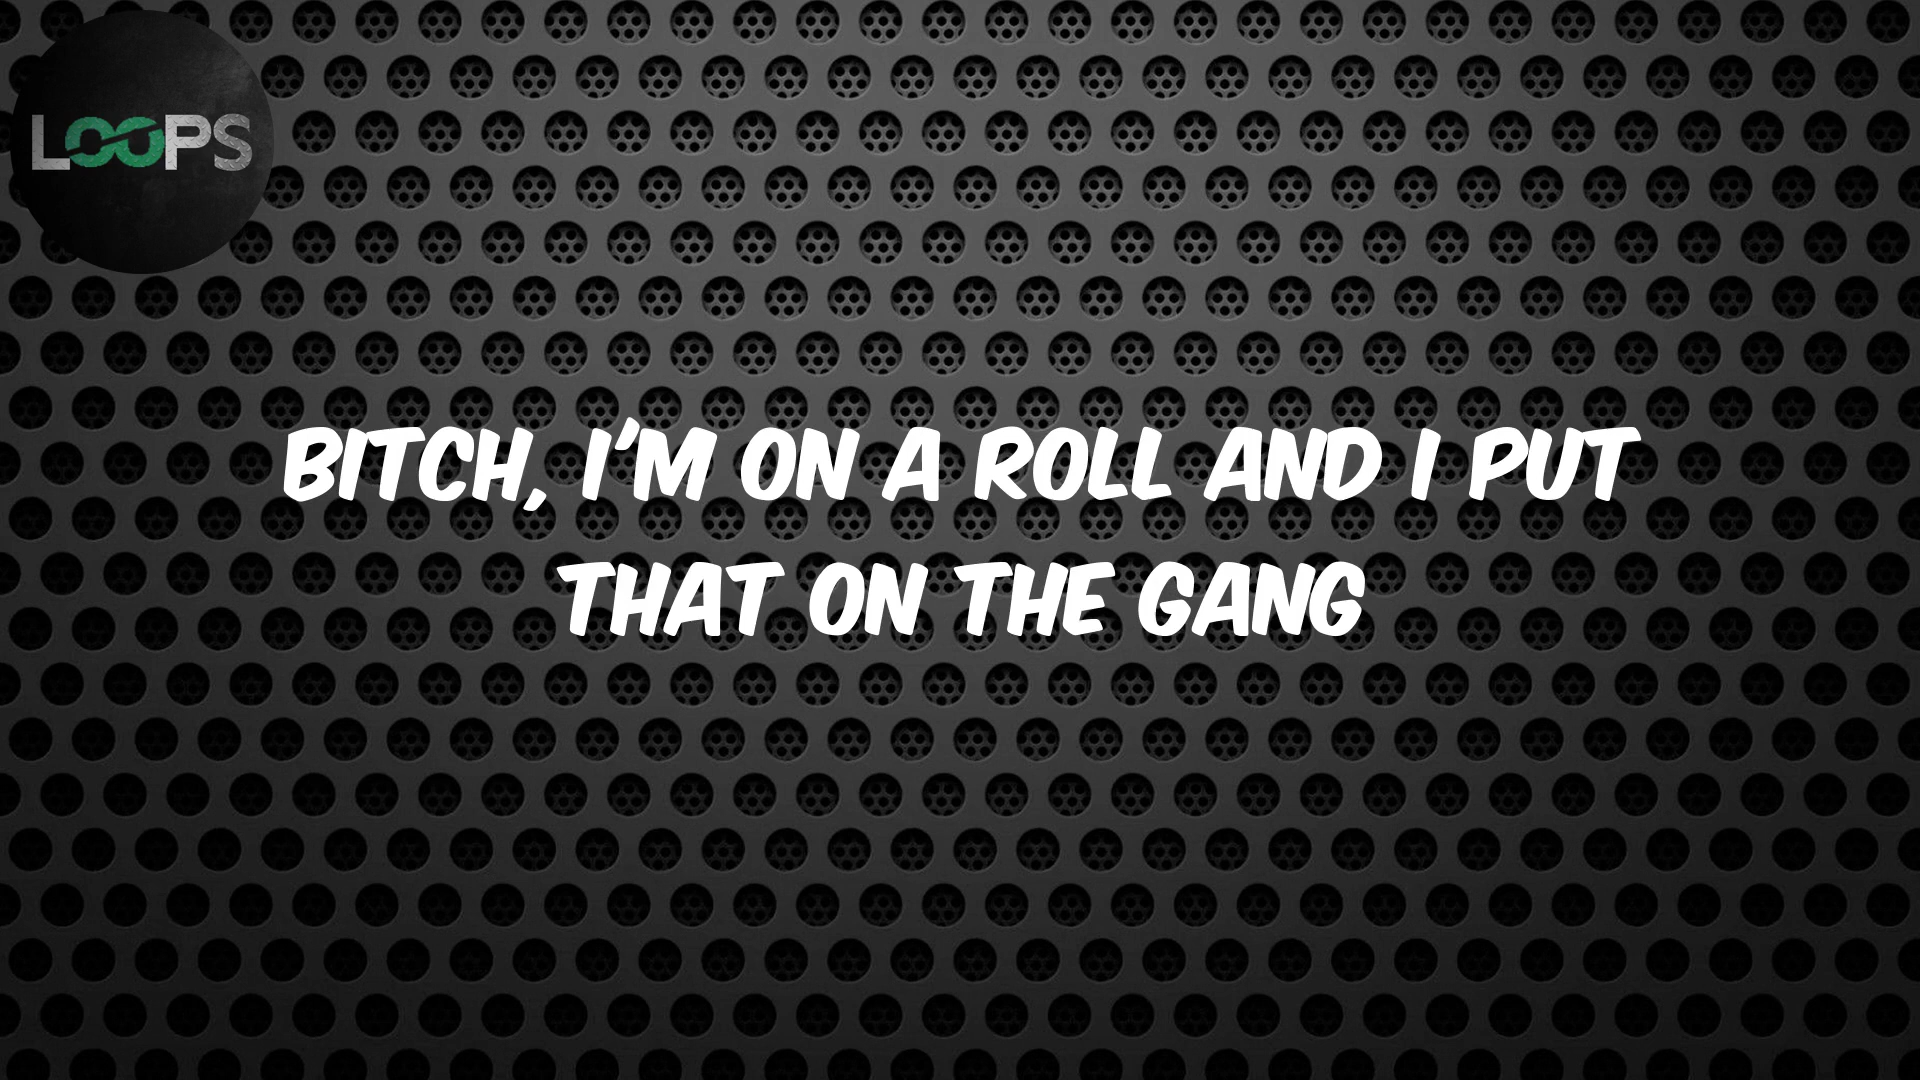 LOOPS
BITCH, I'M ON A ROLL AND I PUT
THAT ON THE GANG